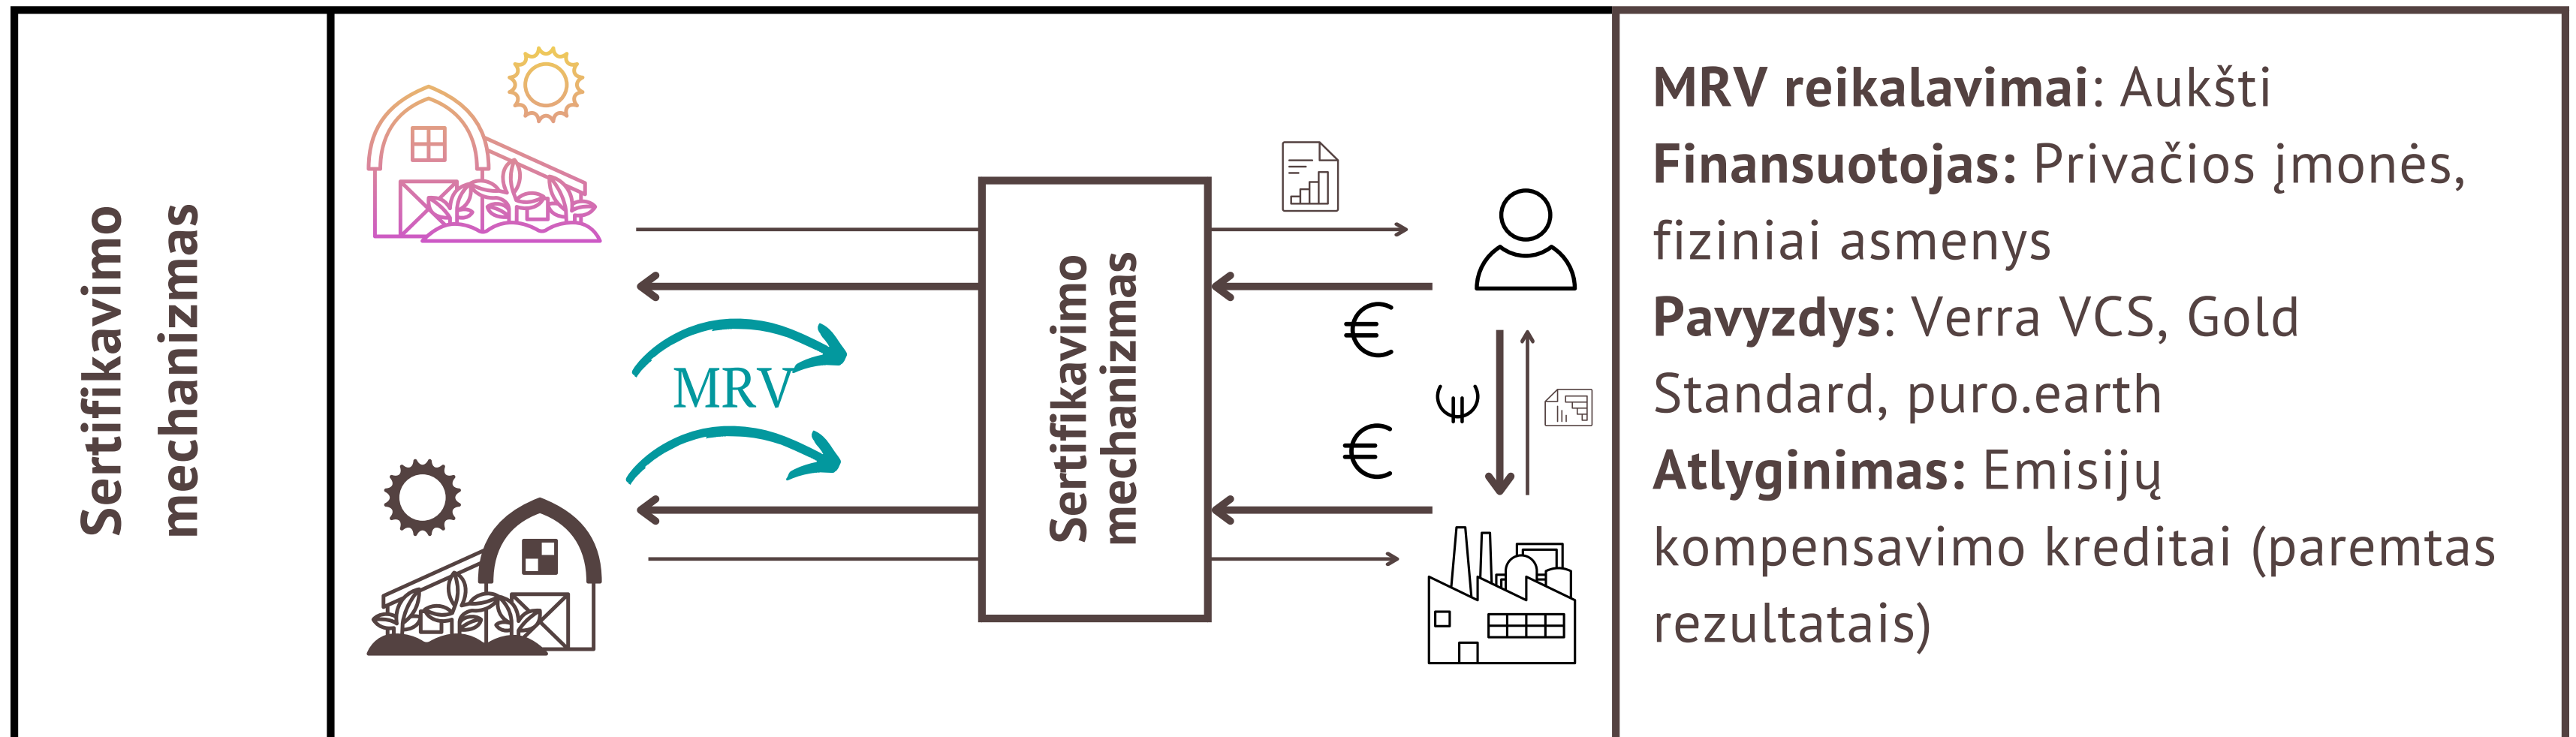 Sertifikavimo
mechanizmas
MRV
Sertifikavimo
mechanizmas
€
€
€
MRV reikalavimai: Aukšti
Finansuotojas: Privačios įmonės,
fiziniai asmenys
Pavyzdys: Verra VCS, Gold
Standard, puro.earth
Atlyginimas: Emisijų
kompensavimo kreditai (paremtas
rezultatais)